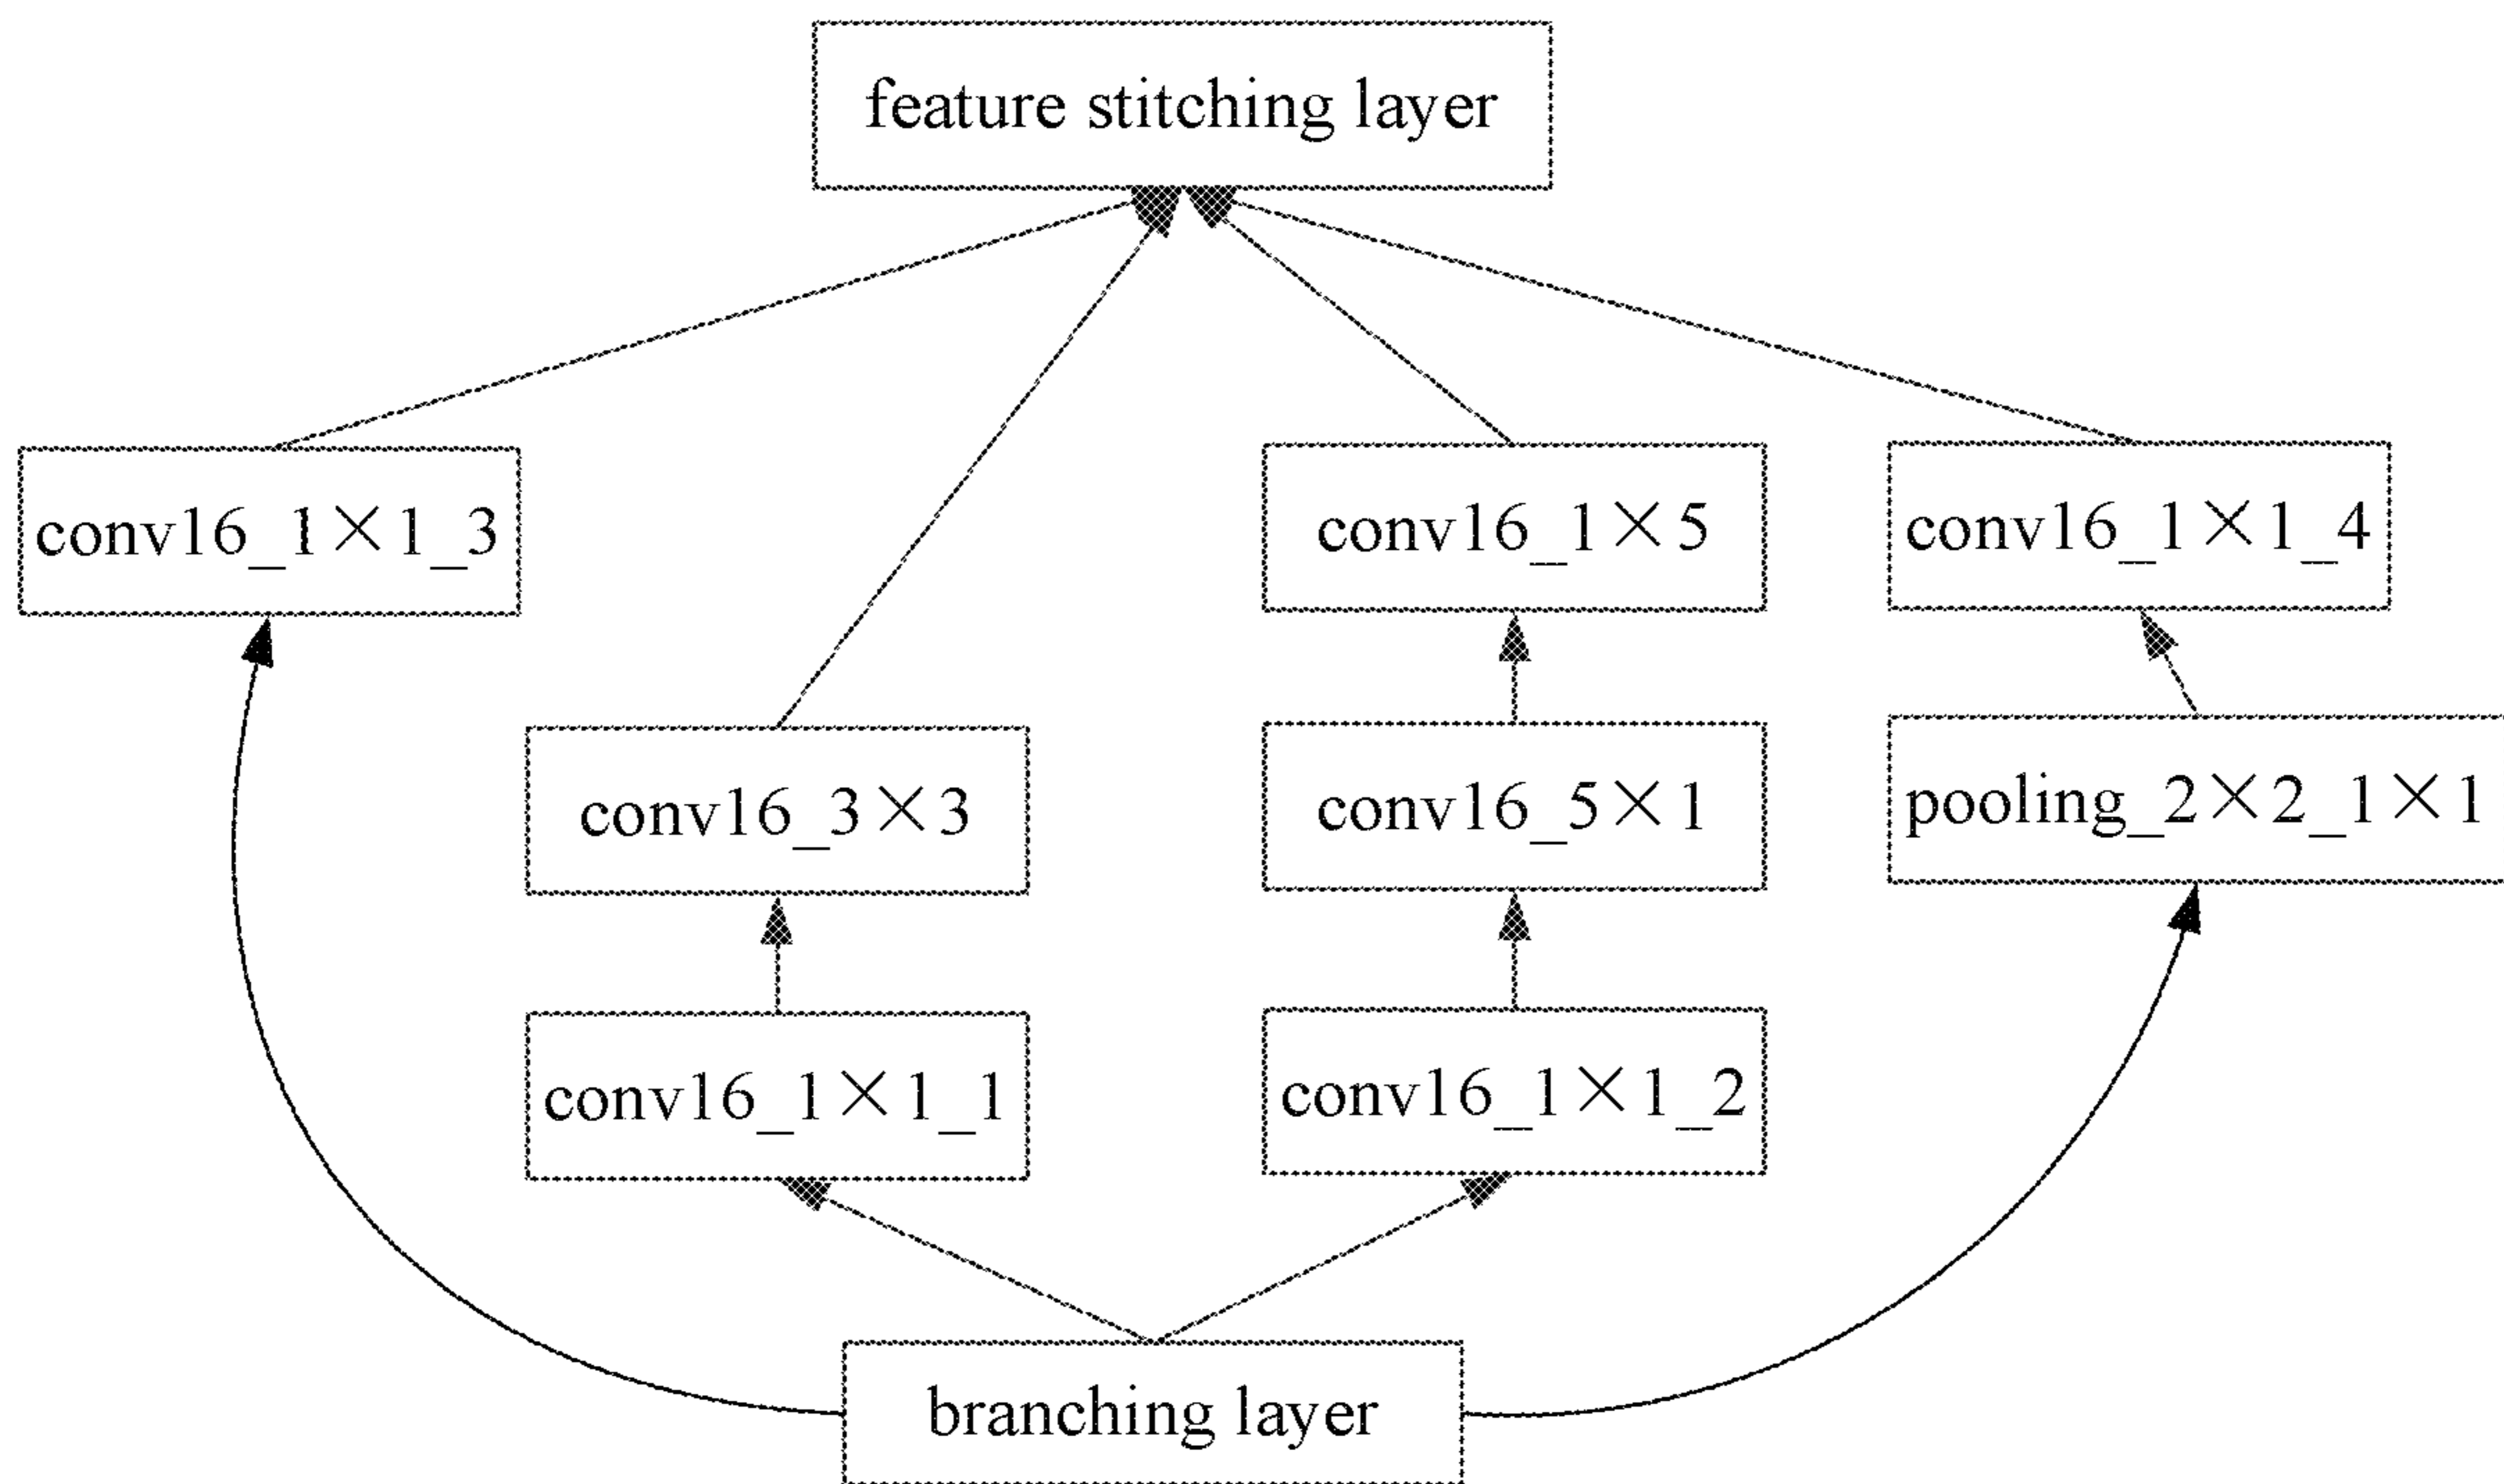 feature stitching layer
conv16_1×1_3
conv16_1×5
conv16_1×1_4
conv16_3×3
conv16_5×1
pooling_2×2_1×1
conv16_1×1_1
conv16_1×1_2
branching layer